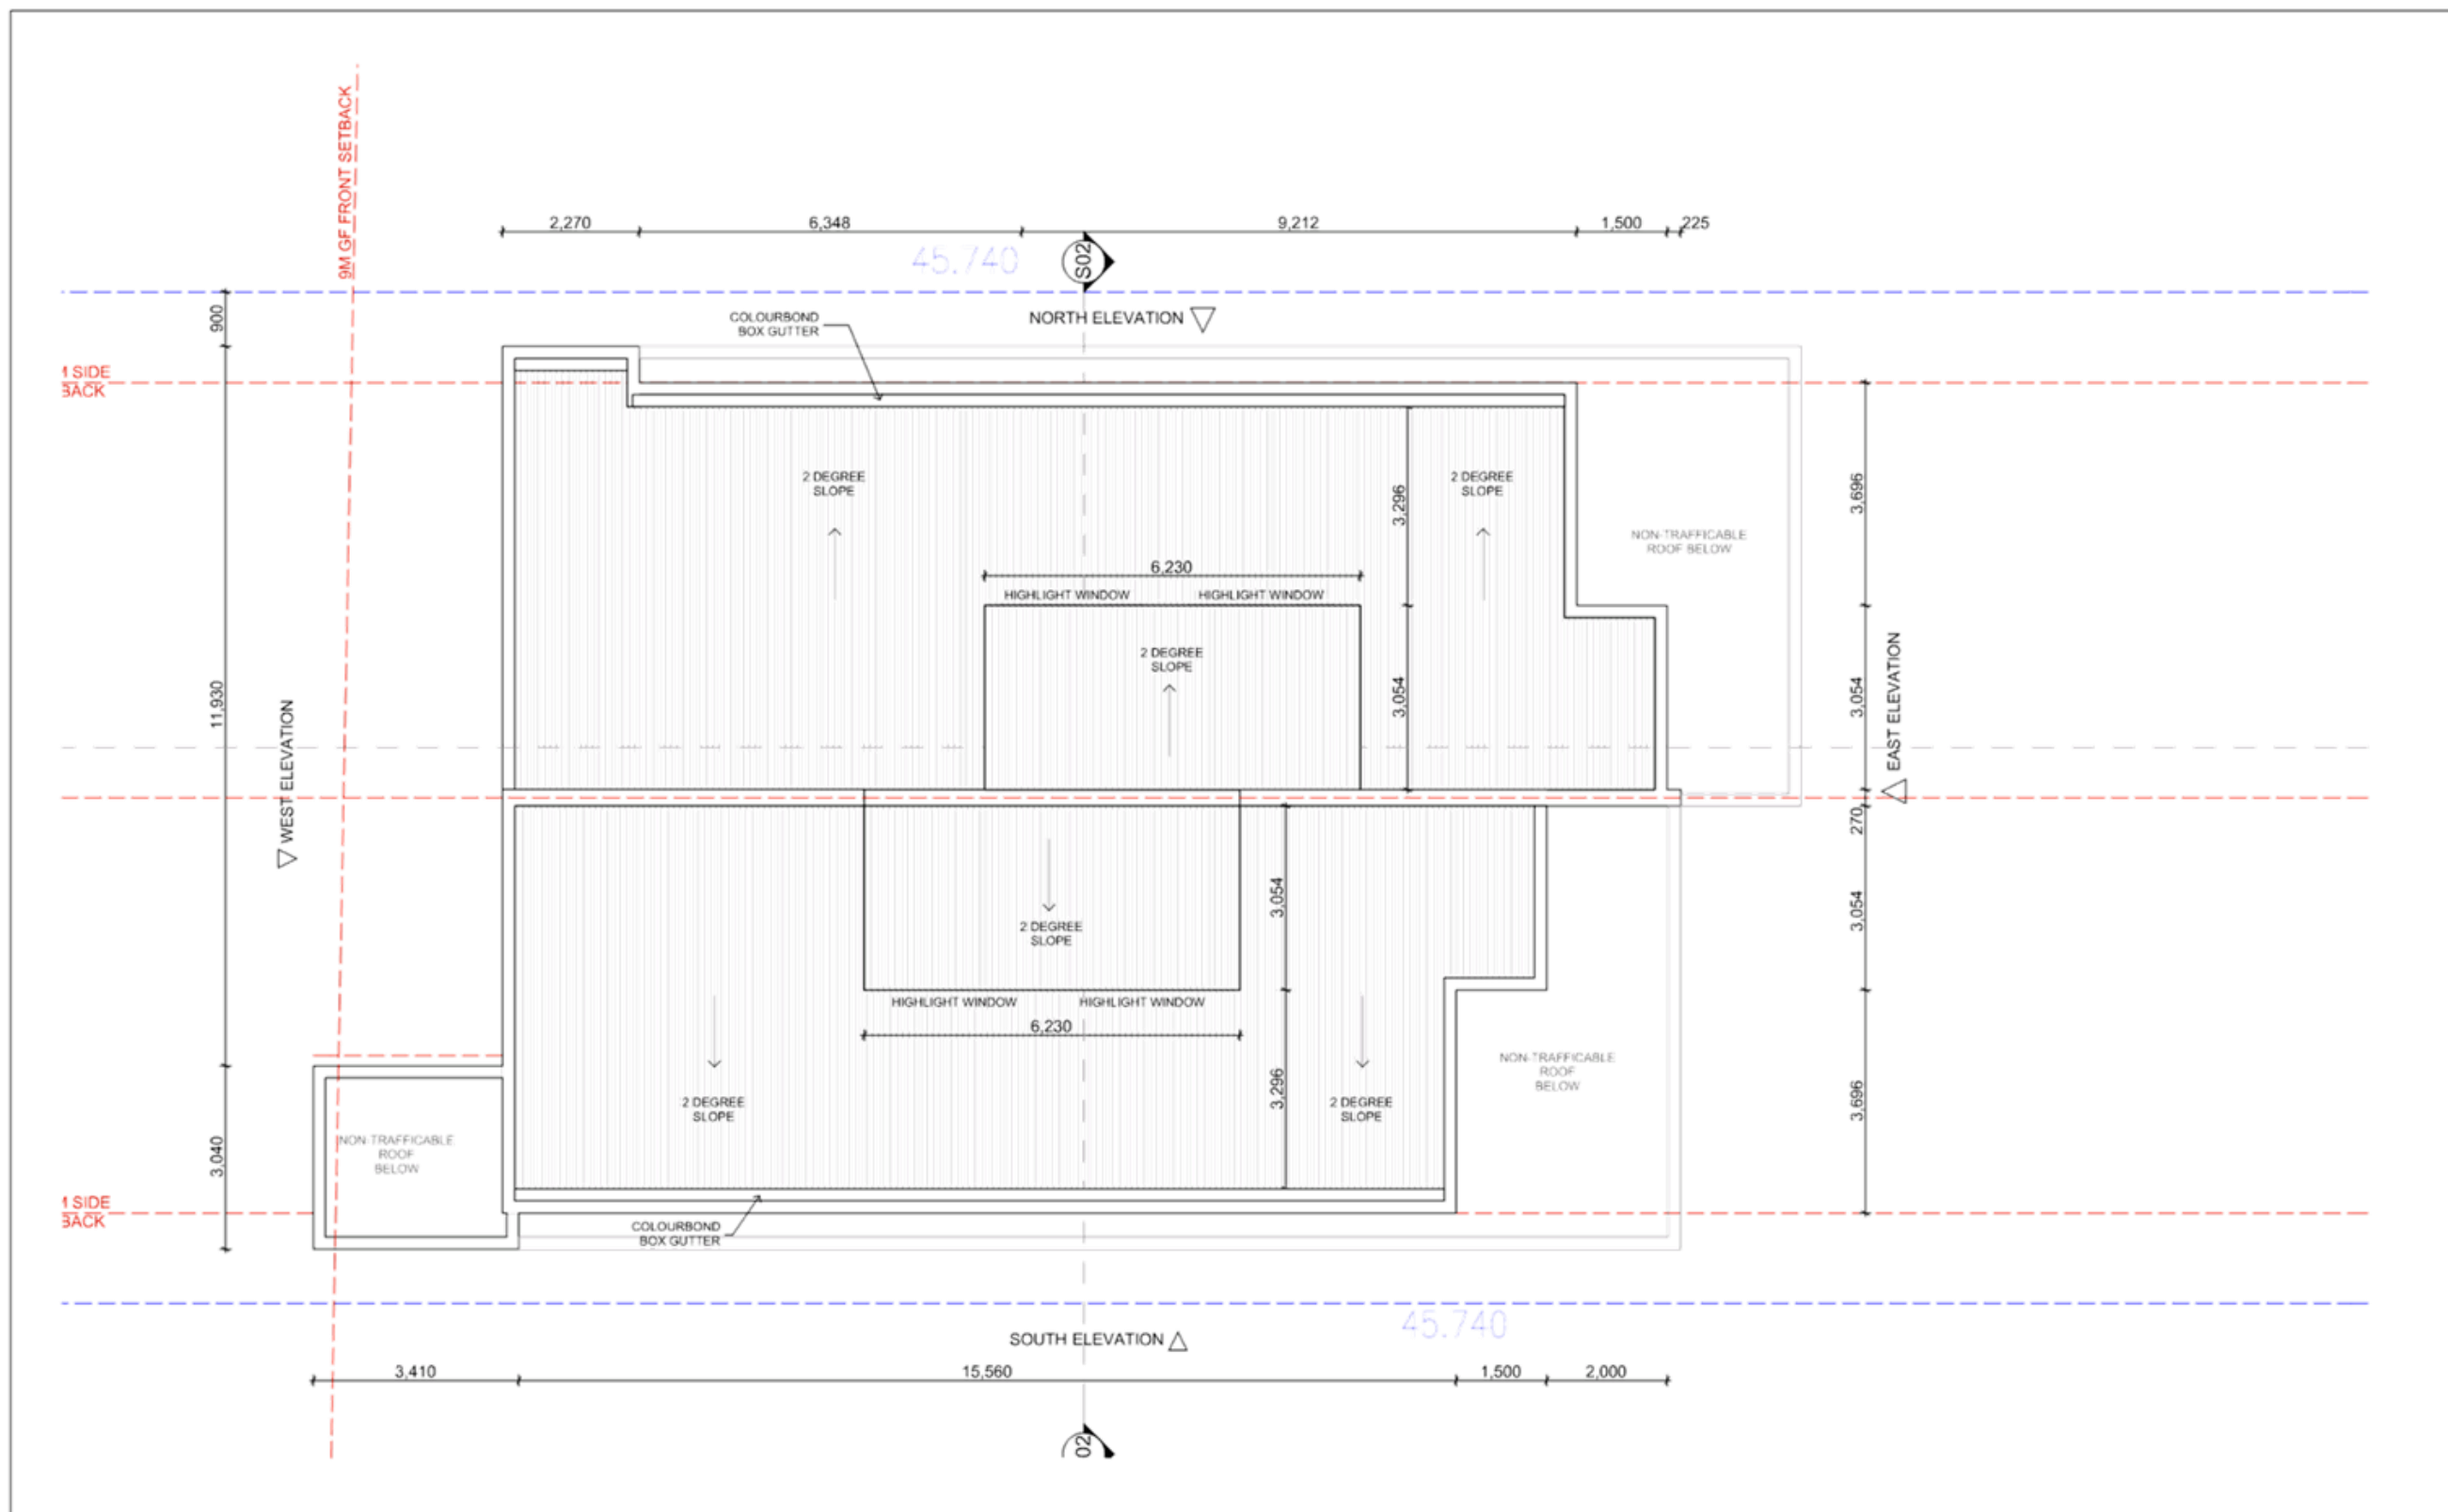 9M GF FRONT SETBACK
2,270
6,348
9,212
1,500
225
45.740
S02
900
COLOURBOND
BOX GUTTER
NORTH ELEVATION
SIDE
BACK
2 DEGREE
SLOPE
2 DEGREE
SLOPE
3,296
3,696
NON-TRAFFICABLE
ROOF BELOW
6,230
HIGHLIGHT WINDOW
HIGHLIGHT WINDOW
2 DEGREE
SLOPE
3,054
3,054
EAST ELEVATION
11,930
WEST ELEVATION
270
3,054
3,054
2 DEGREE
SLOPE
HIGHLIGHT WINDOW
HIGHLIGHT WINDOW
6,230
NON-TRAFFICABLE
ROOF
BELOW
3,296
3,696
2 DEGREE
SLOPE
2 DEGREE
SLOPE
3,040
NON-TRAFFICABLE
ROOF
BELOW
SIDE
BACK
COLOURBOND
BOX GUTTER
45.740
SOUTH ELEVATION
3,410
15,560
1,500
2,000
02